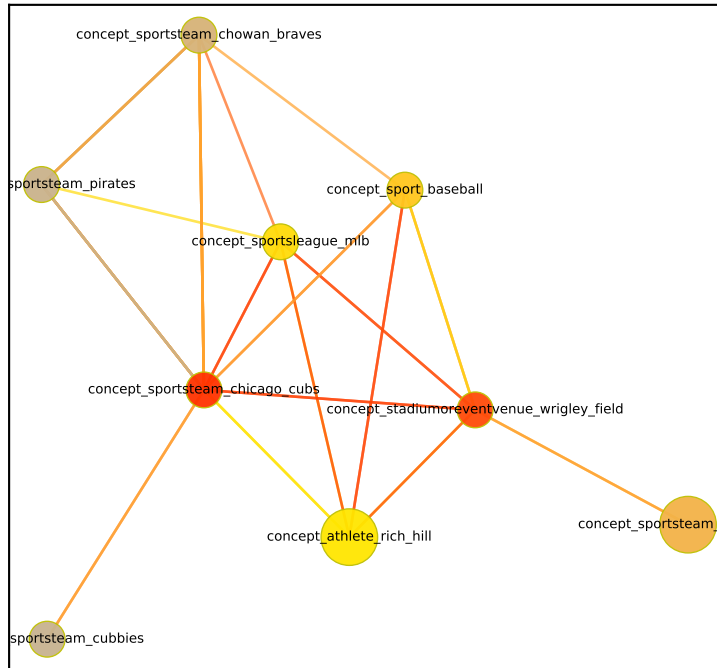 concept_sportsteam_chowan_braves
sportsteam_pirates
concept_sport_baseball
concept_sportsleague_mlb
concept_sportsteam_chicago_cubs
concept_stadiumoreventvenue_wrigley_field
concept_sportsteam_
concept_athlete_rich_hill
sportsteam_cubbies